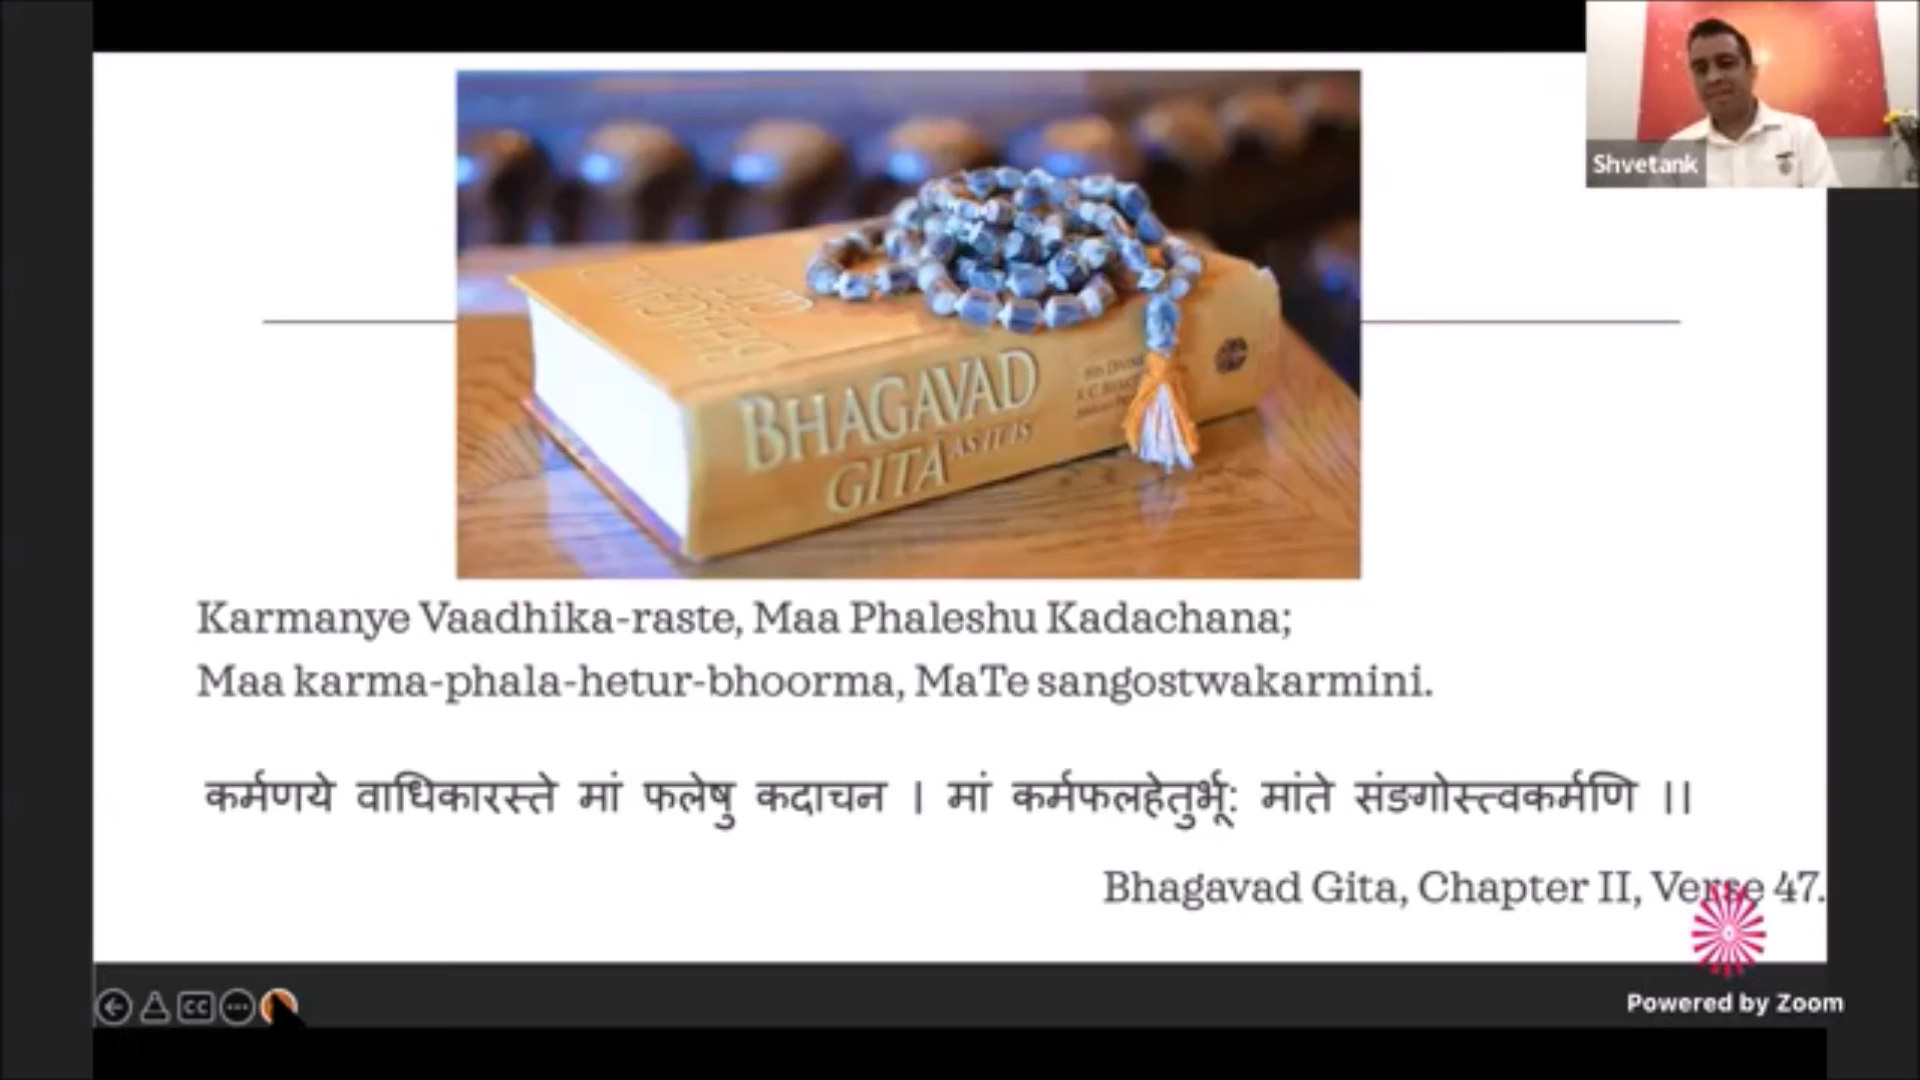 Shvetank
BHAGAVAD
GITA AS IT IS
Karmanye Vaadhika-raste, Maa Phaleshu Kadachana;
Maa karma-phala-hetur-bhoorma, MaTe sangostwakarmini.
कर्मणये वाधिकारस्ते मां फलेषु कदाचन । मां कर्मफलहेतुर्भू: मांते संङगोस्त्वकर्मणि ।।
Bhagavad Gita, Chapter II, Verse 47.
CC
Powered by Zoom